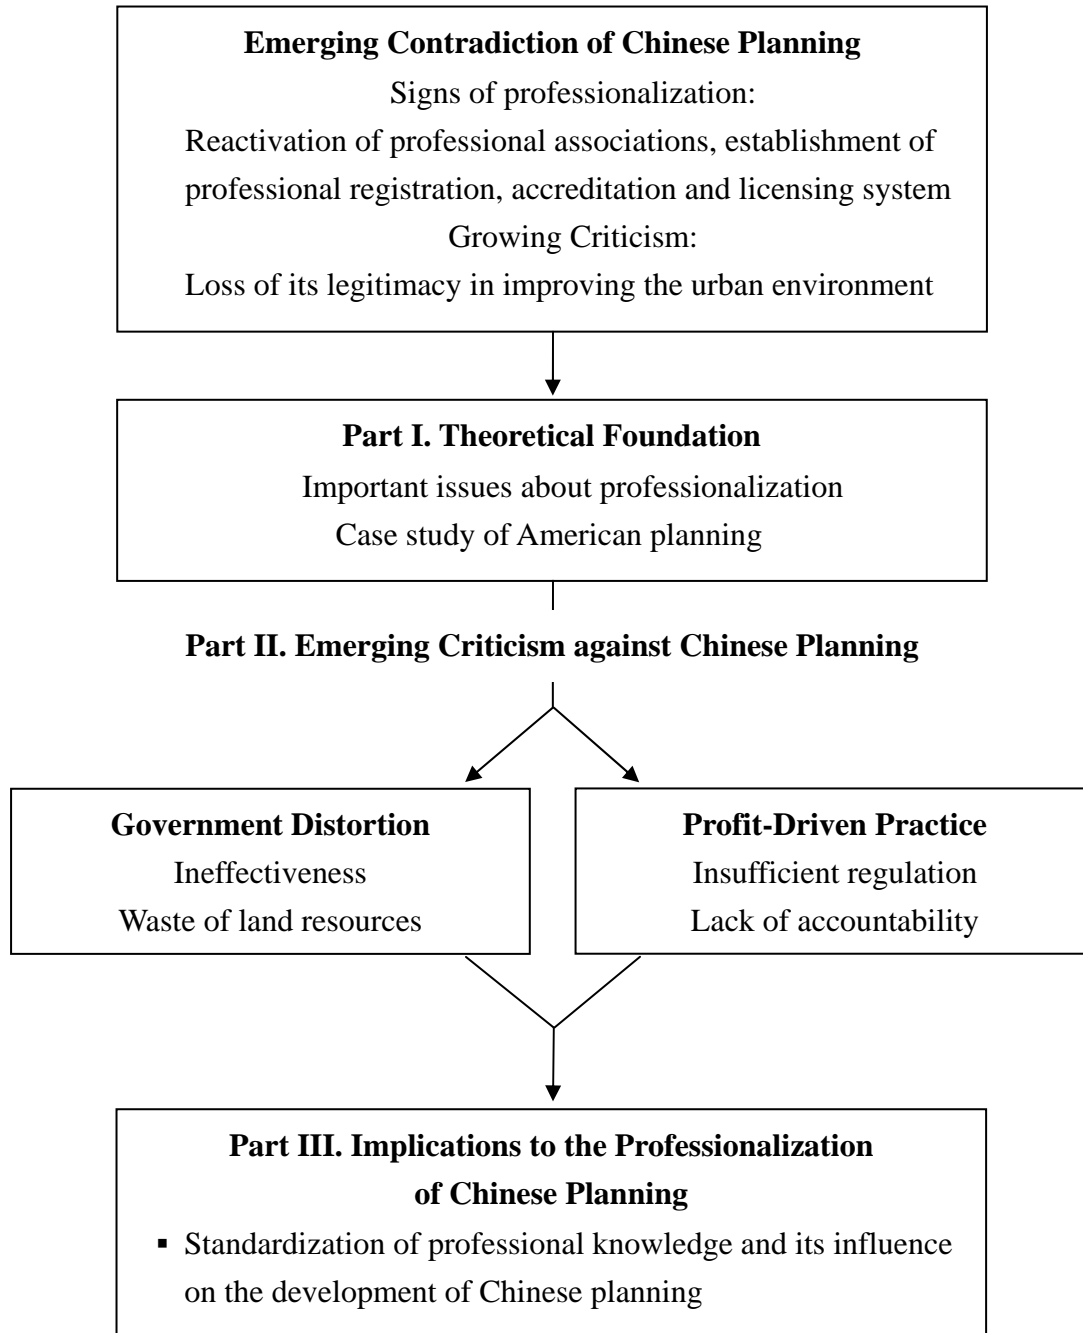 Emerging Contradiction of Chinese Planning
Signs of professionalization:
Reactivation of professional associations, establishment of
professional registration, accreditation and licensing system
Growing Criticism:
Loss of its legitimacy in improving the urban environment
Part I. Theoretical Foundation
Important issues about professionalization
Case study of American planning
Part II. Emerging Criticism against Chinese Planning
Government Distortion
Ineffectiveness
Waste of land resources
Profit-Driven Practice
Insufficient regulation
Lack of accountability
Part III. Implications to the Professionalization
of Chinese Planning
▪ Standardization of professional knowledge and its influence
on the development of Chinese planning